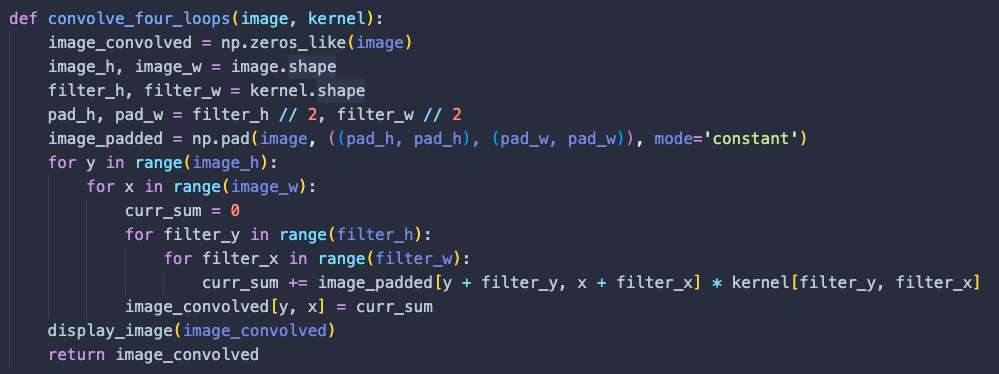 def convolve_four_loops(image, kernel):
    image_convolved = np.zeros_like(image)
    image_h, image_w = image.shape
    filter_h, filter_w = kernel.shape
    pad_h, pad_w = filter_h // 2, filter_w // 2
    image_padded = np.pad(image, ((pad_h, pad_h), (pad_w, pad_w)), mode='constant')
    for y in range(image_h):
        for x in range(image_w):
            curr_sum = 0
            for filter_y in range(filter_h):
                for filter_x in range(filter_w):
                    curr_sum += image_padded[y + filter_y, x + filter_x] * kernel[filter_y, filter_x]
            image_convolved[y, x] = curr_sum
    display_image(image_convolved)
    return image_convolved